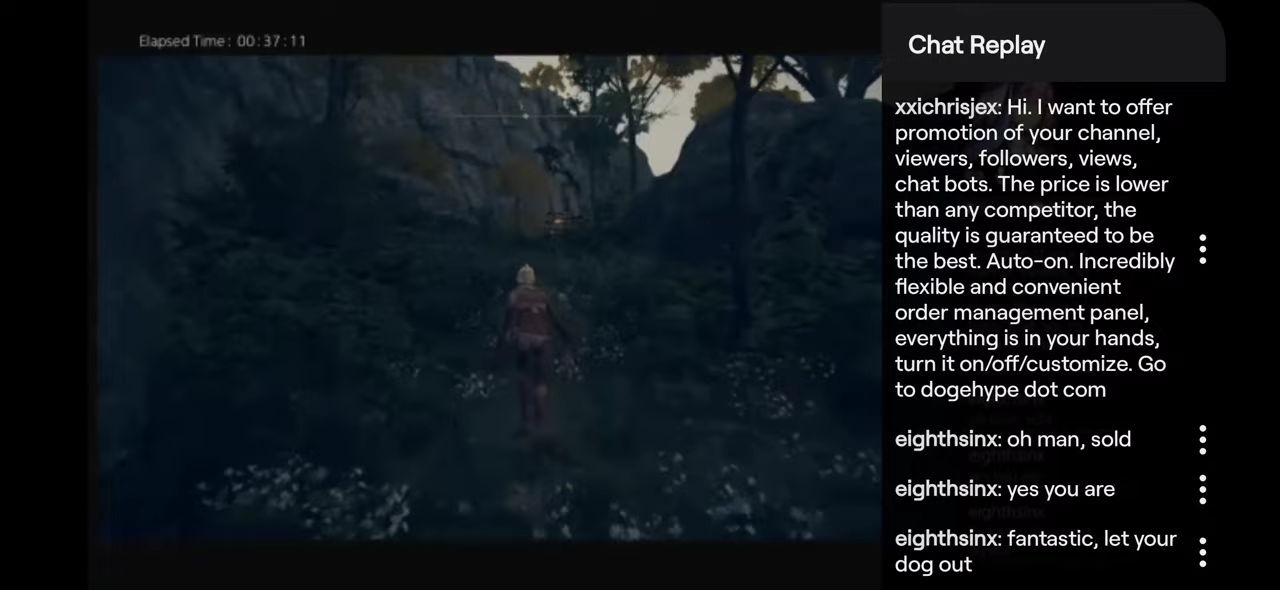 Elapsed Time: 00:37:11
Chat Replay
xxichrisjex: Hi. I want to offer
promotion of your channel,
viewers, followers, views,
chat bots. The price is lower
than any competitor, the
quality is guaranteed to be
the best. Auto-on. Incredibly
flexible and convenient
order management panel,
everything is in your hands,
turn it on/off/customize. Go
to dogehype dot com
eighthsinx: oh man, sold
eighthsinx
eighthsinx: yes you are
eighthsinx
eighthsinx: fantastic, let your
dog out